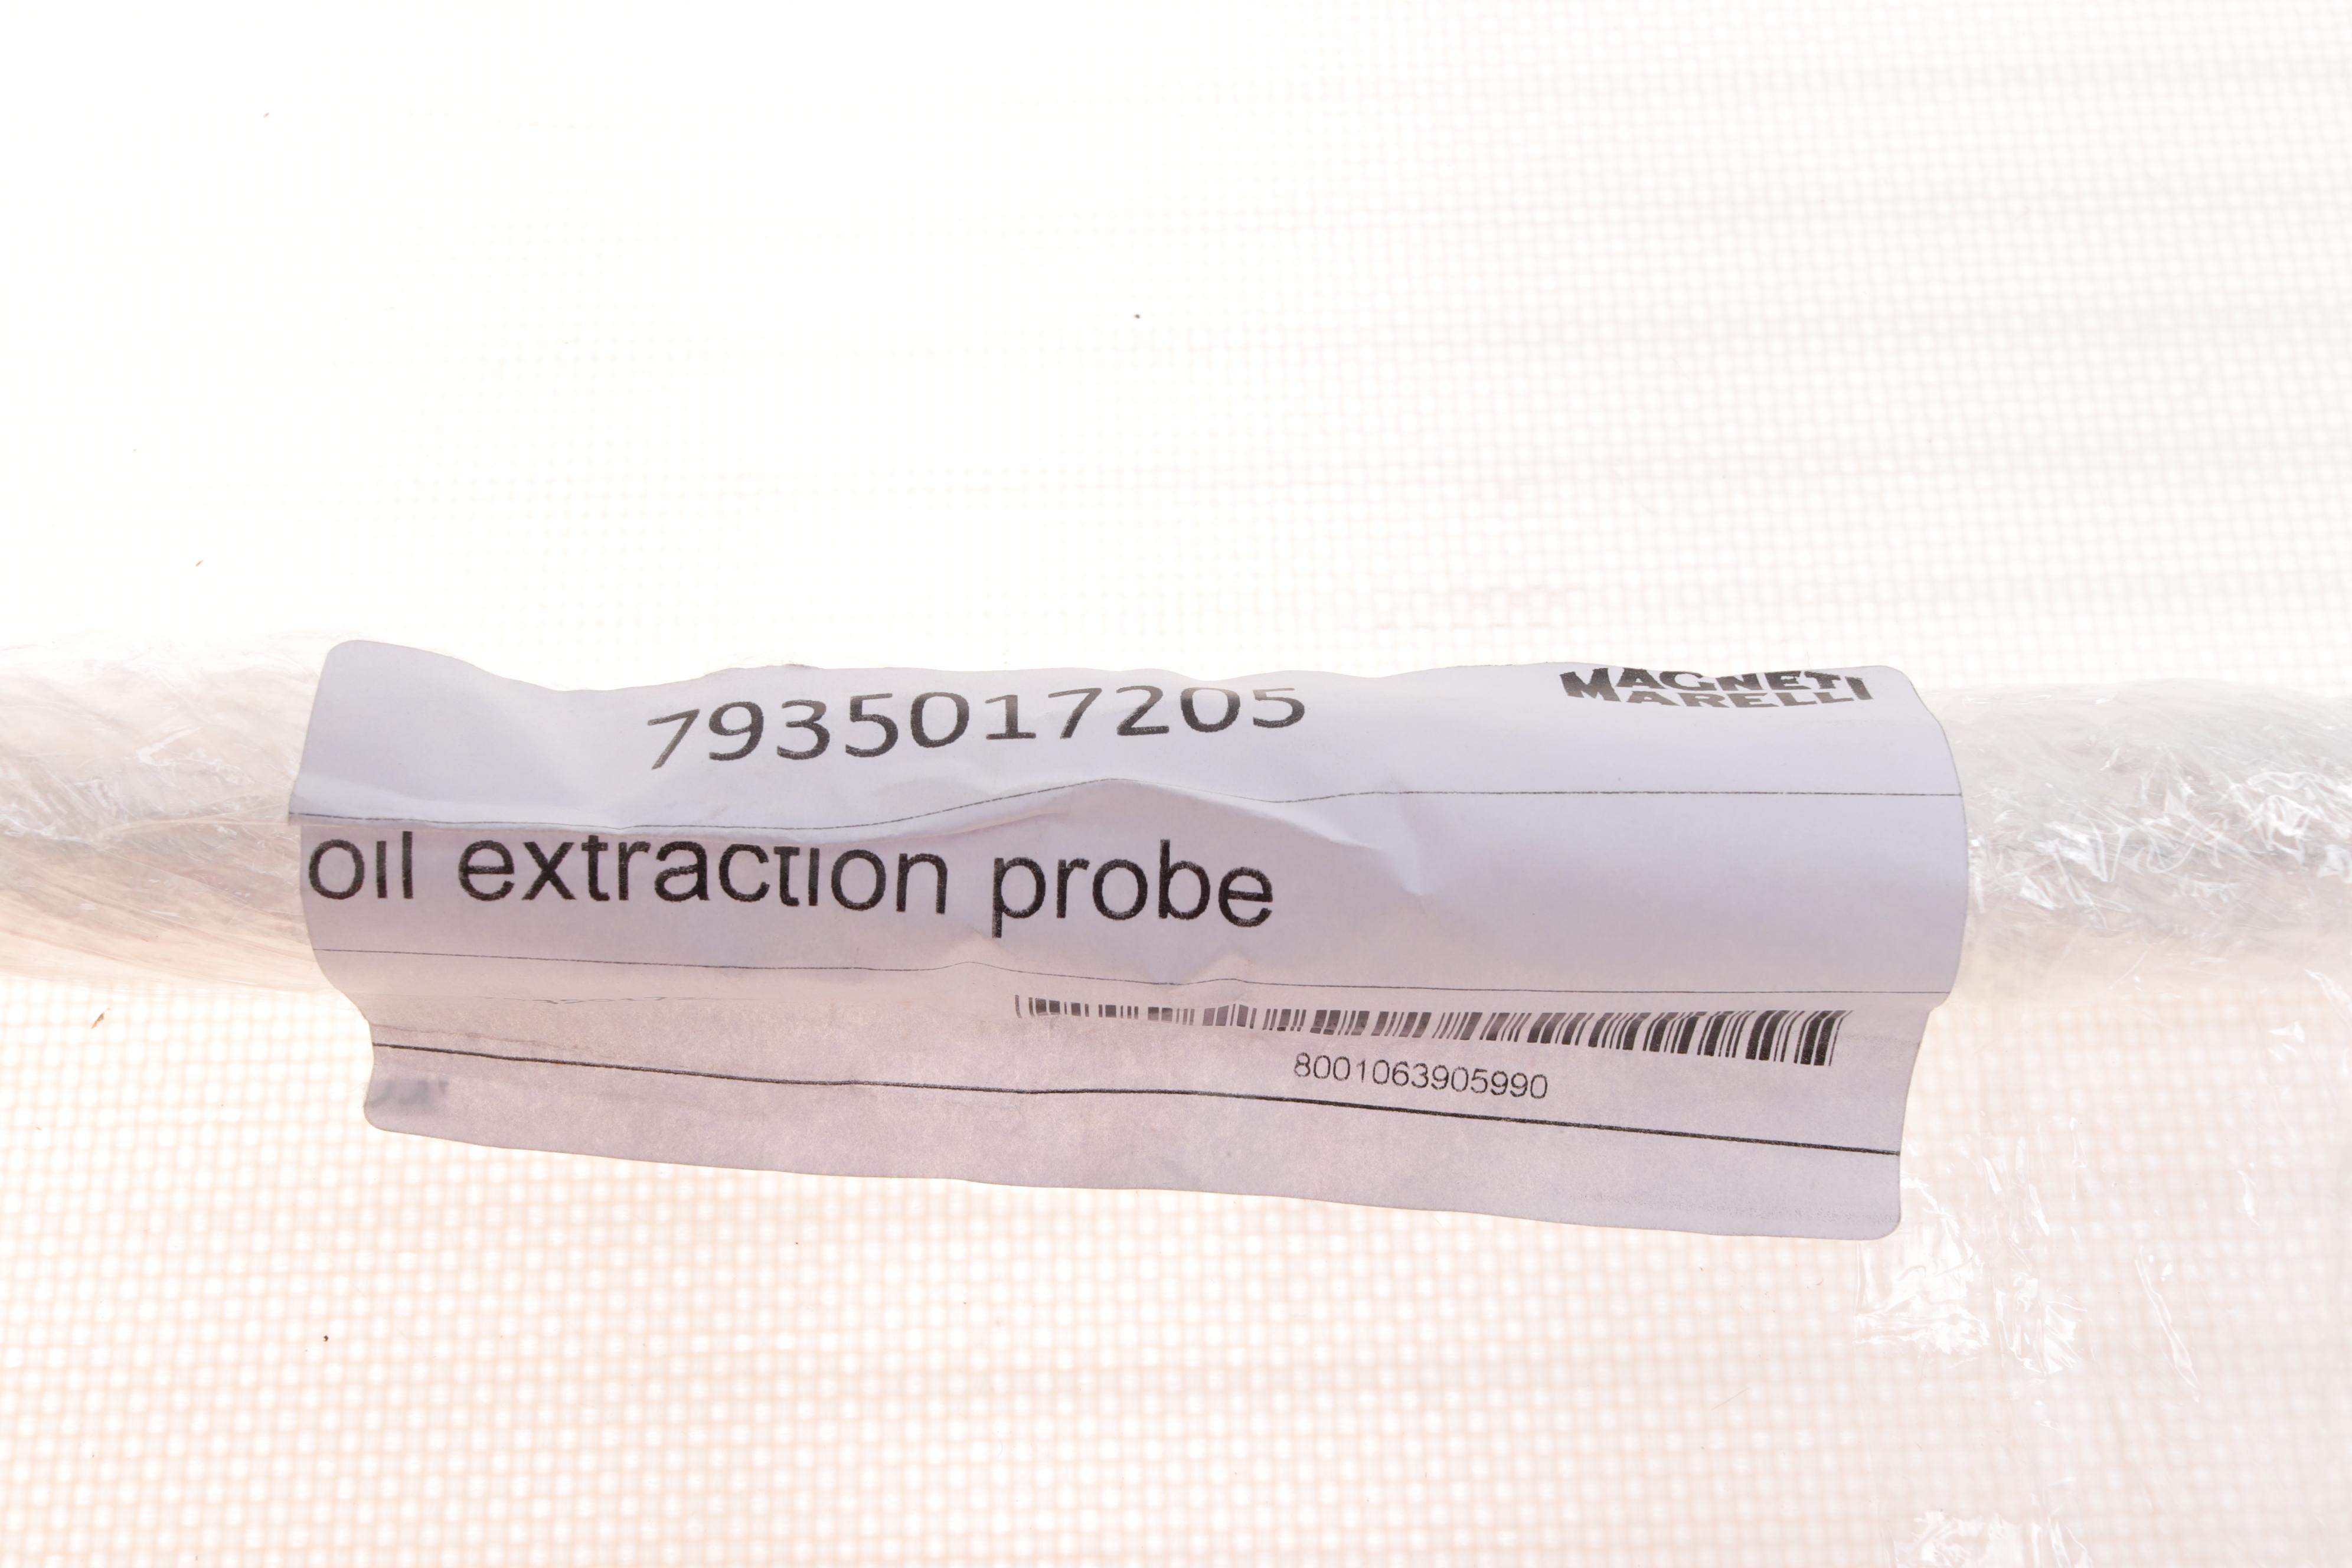 7935017205
MAGNETI
MARELLI
oil extraction probe
8001063905990